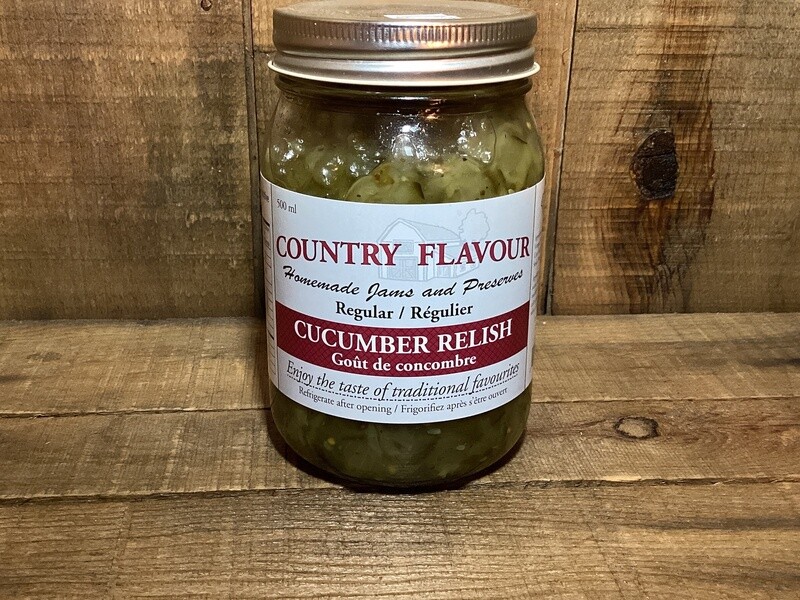 500 ml
COUNTRY FLAVOUR
Homemade Jams and Preserves
Regular / Régulier
CUCUMBER RELISH
Goût de concombre
Enjoy the taste of traditional favourites
Refrigerate after opening / Frigorifiez après s'être ouvert